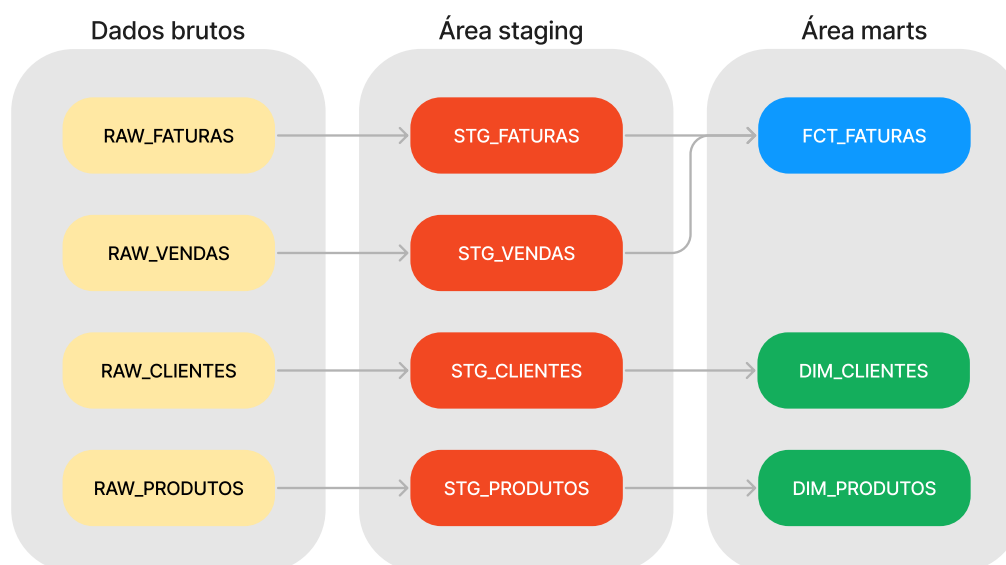 Dados brutos
Área staging
Área marts
RAW_FATURAS
STG_FATURAS
FCT_FATURAS
RAW_VENDAS
STG_VENDAS
RAW_CLIENTES
STG_CLIENTES
DIM_CLIENTES
RAW_PRODUTOS
STG_PRODUTOS
DIM_PRODUTOS